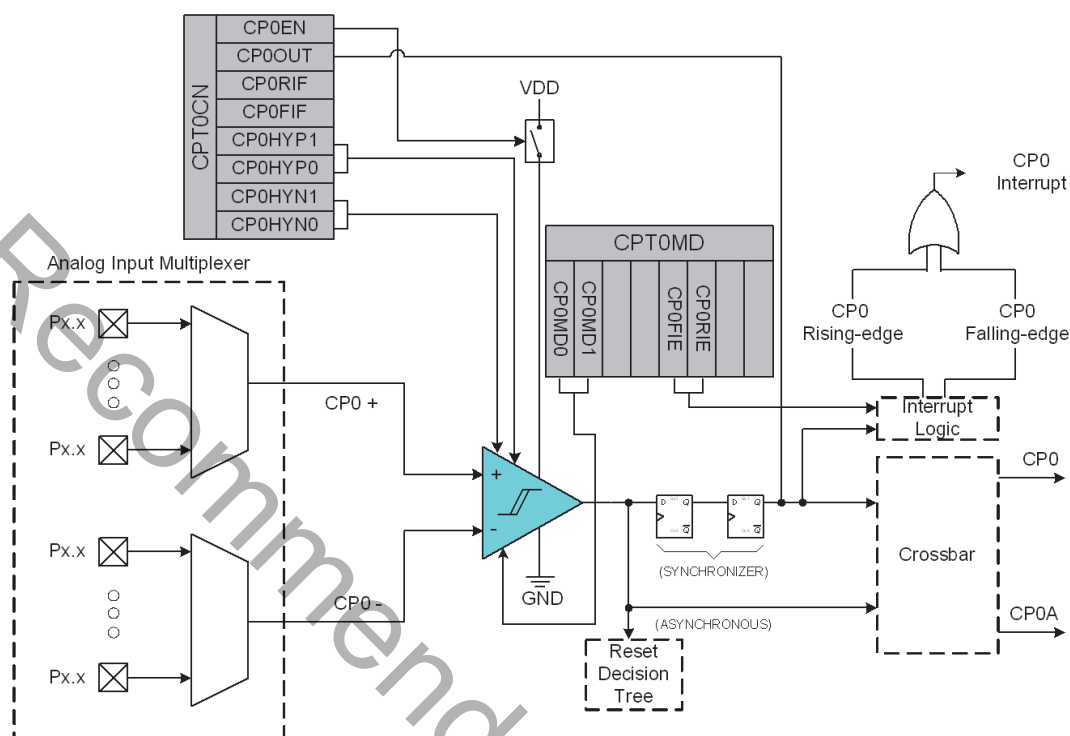 CPT0CN
CP0EN
CP0OUT
CP0RIF
CP0FIF
CP0HYP1
CP0HYP0
CP0HYN1
CP0HYN0
VDD
CP0
Interrupt
CPT0MD
CP0MD0
CP0MD1
CP0FIE
CP0RIE
CP0
Rising-edge
CP0
Falling-edge
Analog Input Multiplexer
Px.x
Px.x
Px.x
Px.x
CP0 +
CP0 -
+
-
GND
D
Q
Q
D
Q
Q
(SYNCHRONIZER)
(ASYNCHRONOUS)
Reset
Decision
Tree
Interrupt
Logic
Crossbar
CP0
CP0A
Recommend